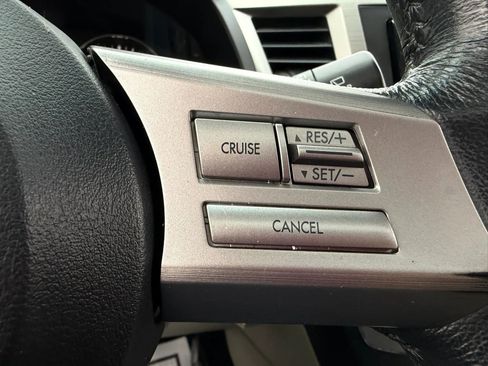 CRUISE
▲ RES/+
▼ SET/−
CANCEL